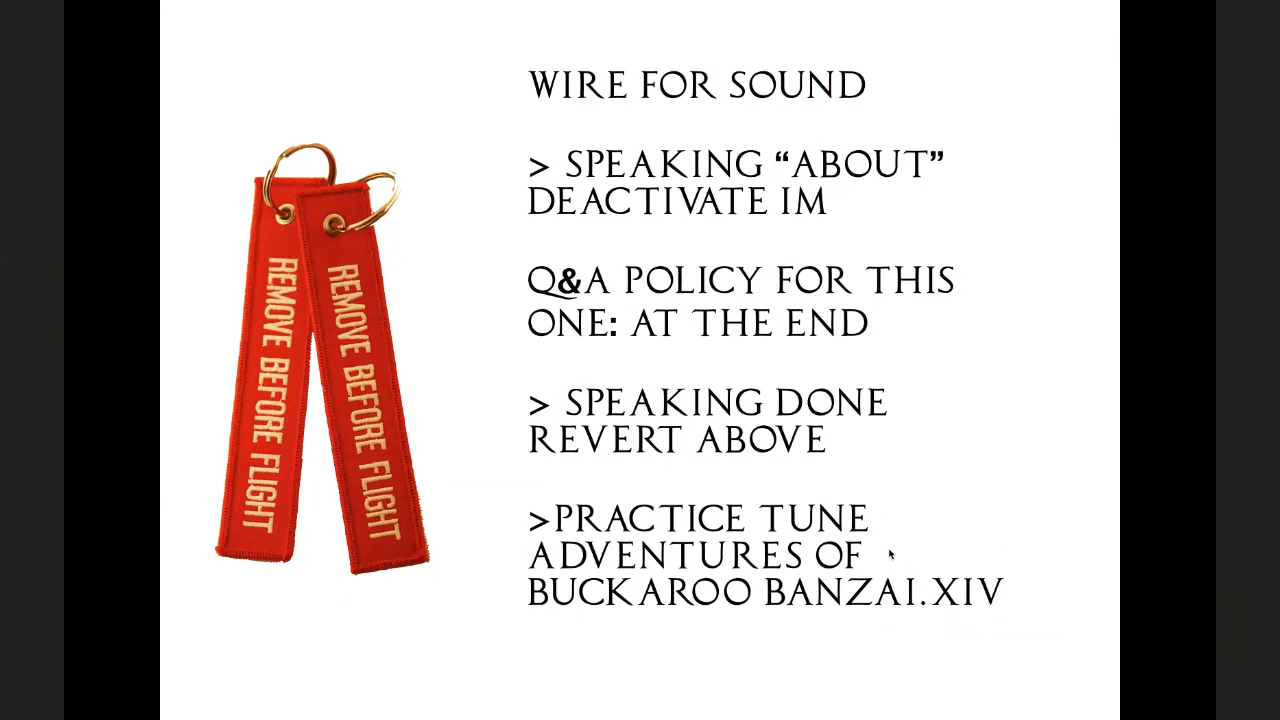 REMOVE BEFORE FLIGHT
REMOVE BEFORE FLIGHT
WIRE FOR SOUND
> SPEAKING “ABOUT”
DEACTIVATE IM
Q&A POLICY FOR THIS
ONE: AT THE END
> SPEAKING DONE
REVERT ABOVE
>PRACTICE TUNE
ADVENTURES OF
BUCKAROO BANZAI.XIV